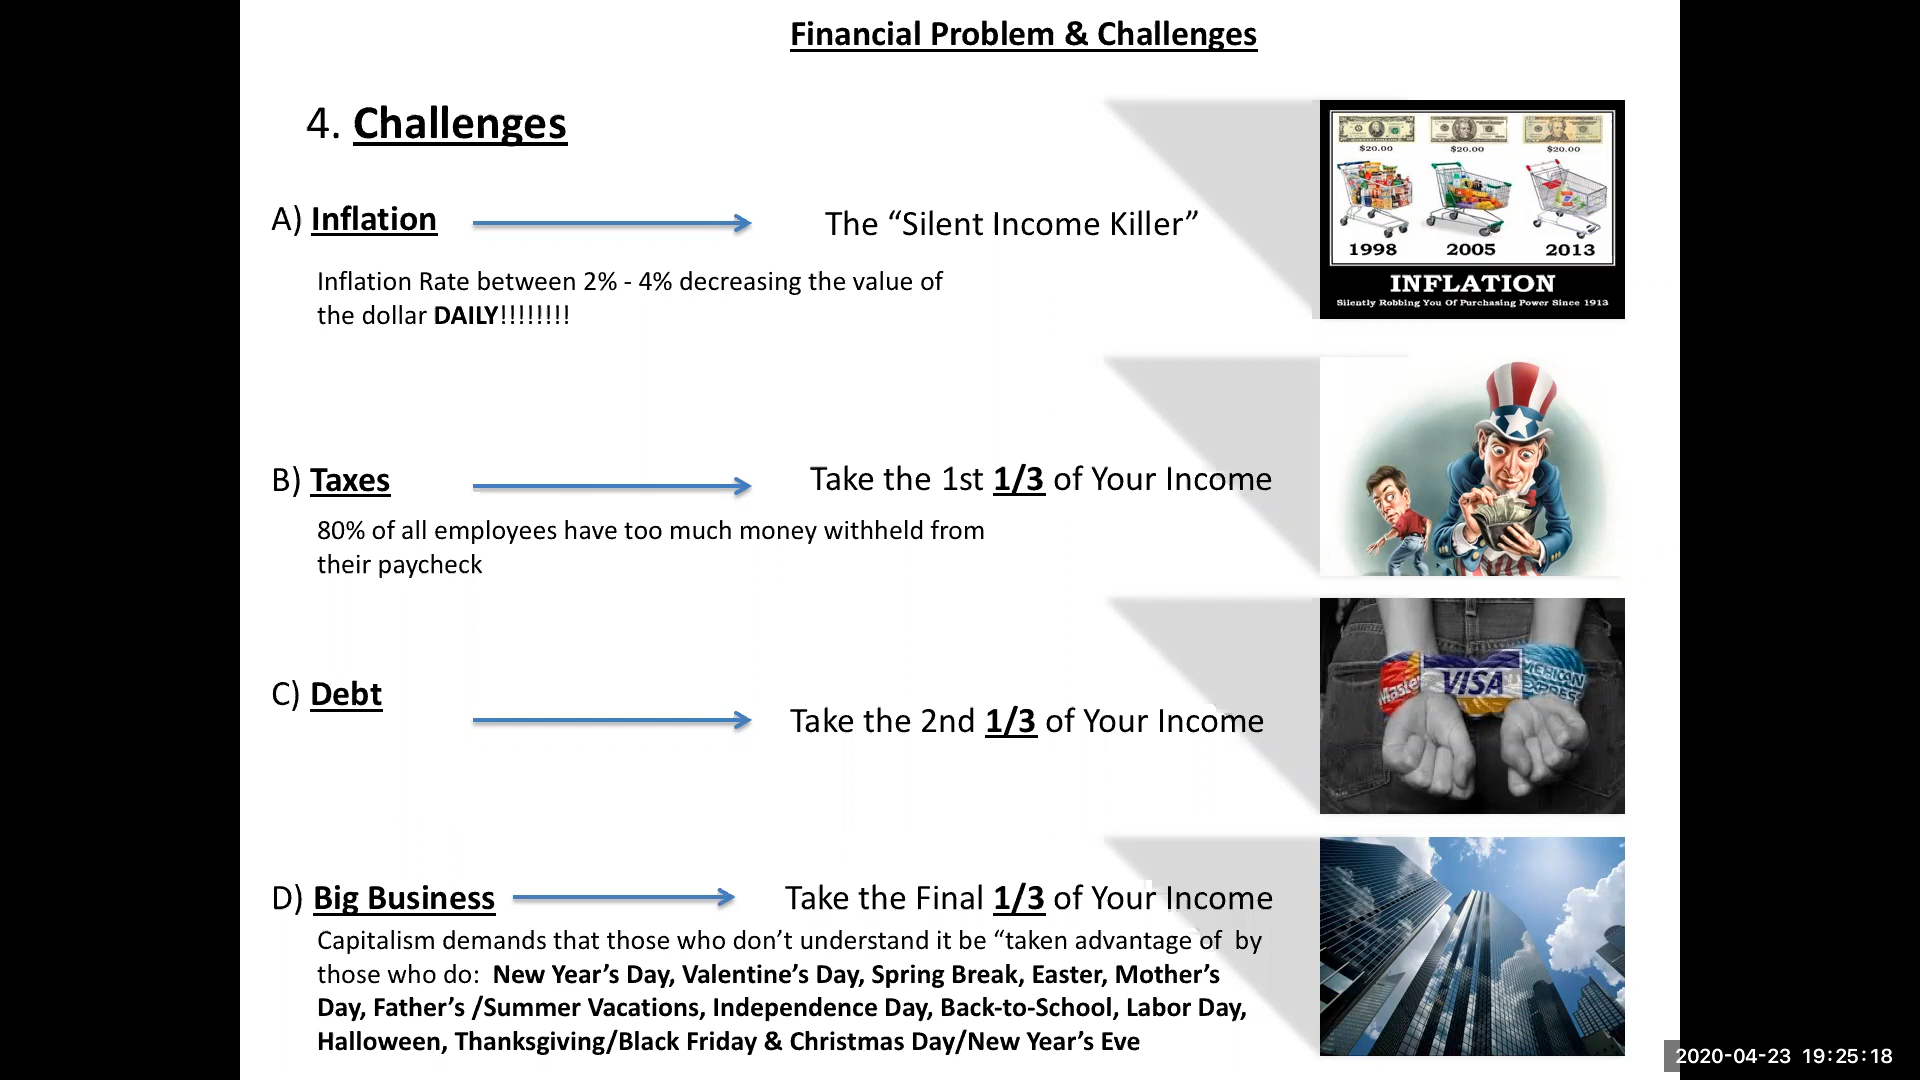 Financial Problem & Challenges
4. Challenges
A) Inflation
The “Silent Income Killer”
Inflation Rate between 2% - 4% decreasing the value of
the dollar DAILY!!!!!!!!
$20.00 $20.00 $20.00
1998 2005 2013
INFLATION
Silently Robbing You Of Purchasing Power Since 1913
B) Taxes
Take the 1st 1/3 of Your Income
80% of all employees have too much money withheld from
their paycheck
C) Debt
Take the 2nd 1/3 of Your Income
Master
VISA
AMERICAN
EXPRESS
D) Big Business
Take the Final 1/3 of Your Income
Capitalism demands that those who don’t understand it be “taken advantage of  by
those who do:  New Year’s Day, Valentine’s Day, Spring Break, Easter, Mother’s
Day, Father’s /Summer Vacations, Independence Day, Back-to-School, Labor Day,
Halloween, Thanksgiving/Black Friday & Christmas Day/New Year’s Eve
2020-04-23 19:25:18